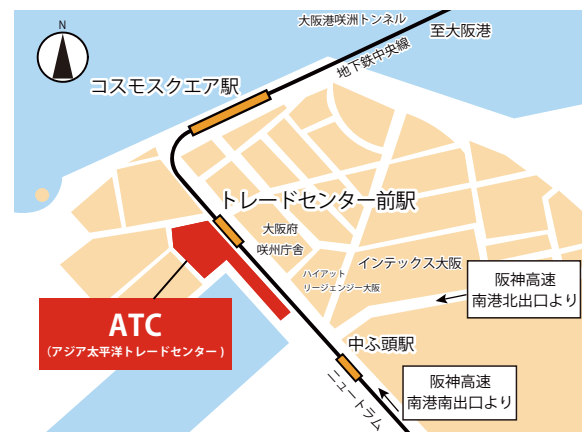 N
大阪港咲洲トンネル
至大阪港
地下鉄中央線
コスモスクエア駅
トレードセンター前駅
大阪府
咲州庁舎
インテックス大阪
ハイアット
リージェンジー大阪
阪神高速
南港北出口より
ATC
(アジア太平洋トレードセンター)
中ふ頭駅
ニュートラム
阪神高速
南港南出口より